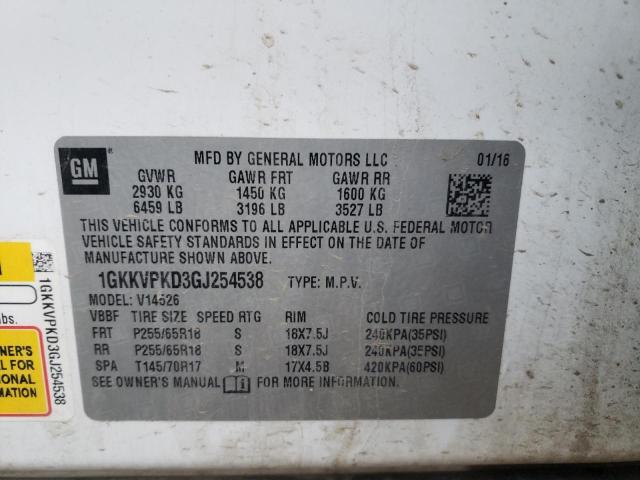 GM
MFD BY GENERAL MOTORS LLC 01/16
GVWR GAWR FRT GAWR RR
2930 KG 1450 KG 1600 KG
6459 LB 3196 LB 3527 LB
THIS VEHICLE CONFORMS TO ALL APPLICABLE U.S. FEDERAL MOTOR
VEHICLE SAFETY STANDARDS IN EFFECT ON THE
DATE OF MANUFACTURE SHOWN ABOVE.
1GKKVPKD3GJ254538 TYPE: M.P.V.
MODEL: V14526
VBBF TIRE SIZE SPEED RTG RIM COLD TIRE PRESSURE
FRT P255/65R18 S 18X7.5J 240KPA(35PSI)
RR P255/65R18 S 18X7.5J 240KPA(35PSI)
SPA T145/70R17 M 17X4.5B 420KPA(60PSI)
SEE OWNER'S MANUAL FOR MORE INFORMATION.
1GKKVPKD3GJ254538